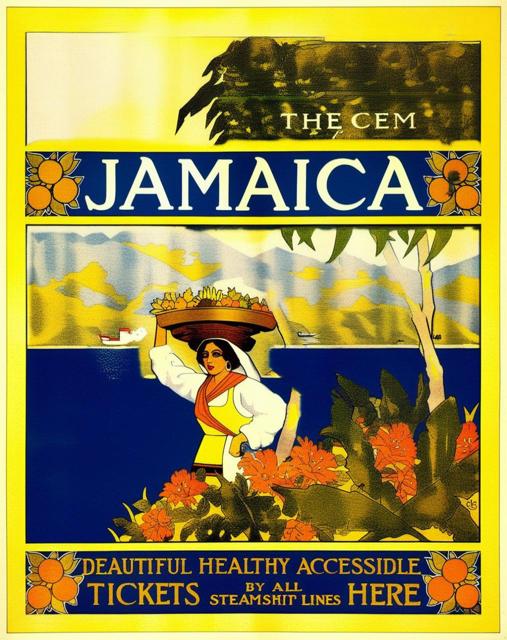 THE CEM
JAMAICA
DEAUTIFUL HEALTHY ACCESSIDLE
TICKETS BY ALL STEAMSHIT LINES HERE